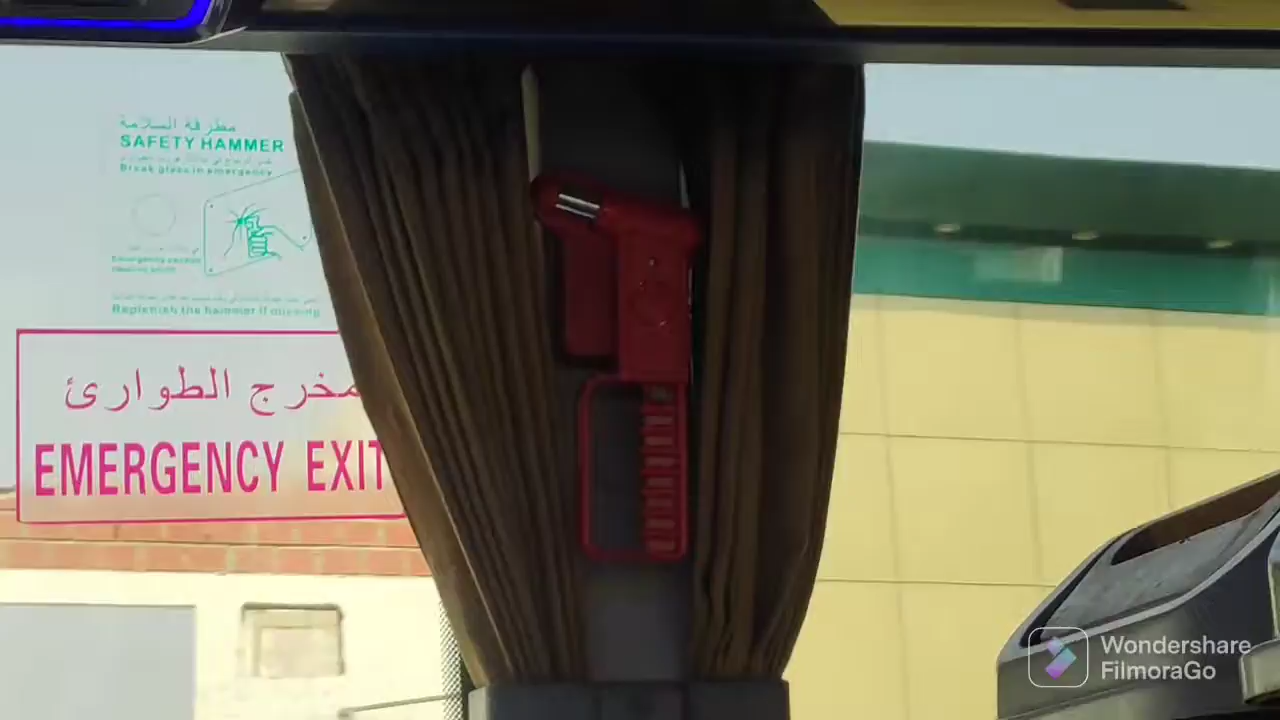 مطرقة السلامة
SAFETY HAMMER
Break glass in emergency
Replenish the hammer if missing
مخرج الطوارئ
EMERGENCY EXIT
Wondershare
FilmoraGo